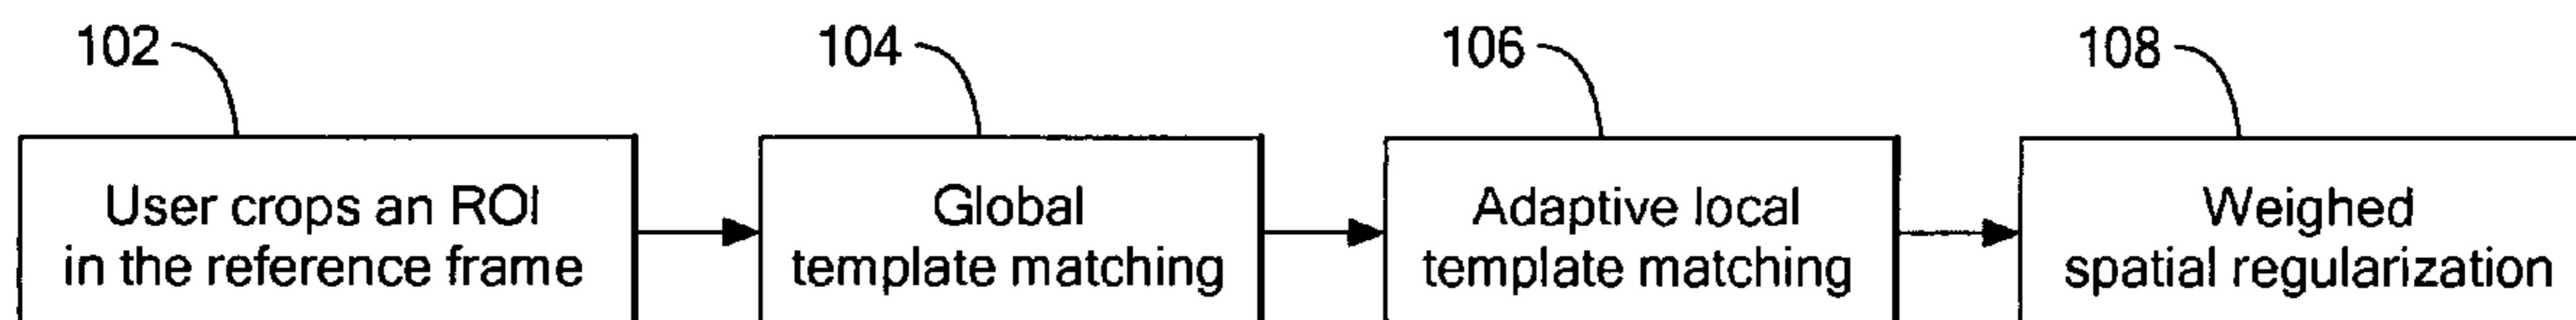 102
104
106
108
User crops an ROI
in the reference frame
Global
template matching
Adaptive local
template matching
Weighed
spatial regularization